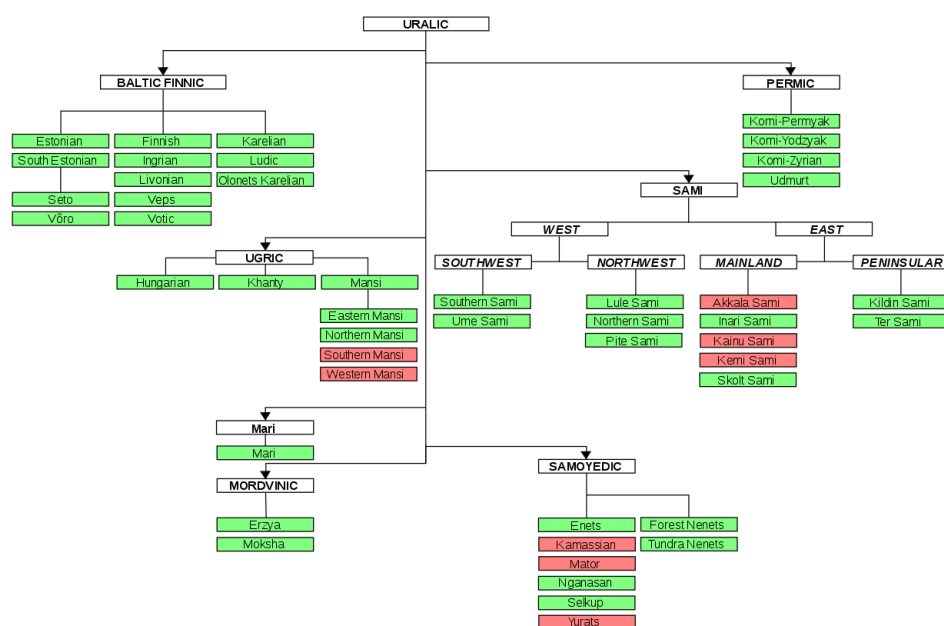 URALIC
BALTIC FINNIC
Estonian
South Estonian
Seto
Võro
Finnish
Ingrian
Livonian
Veps
Votic
Karelian
Ludic
Olonets Karelian
PERMIC
Komi-Permyak
Komi-Yodzyak
Komi-Zyrian
Udmurt
SAMI
WEST
SOUTHWEST
Southern Sami
Ume Sami
NORTHWEST
Lule Sami
Northern Sami
Pite Sami
EAST
MAINLAND
Akkala Sami
Inari Sami
Kainu Sami
Kemi Sami
Skolt Sami
PENINSULAR
Kildin Sami
Ter Sami
UGRIC
Hungarian
Khanty
Mansi
Eastern Mansi
Northern Mansi
Southern Mansi
Western Mansi
Mari
Mari
MORDVINIC
Erzya
Moksha
SAMOYEDIC
Enets
Kamassian
Mator
Nganasan
Selkup
Yurats
Forest Nenets
Tundra Nenets